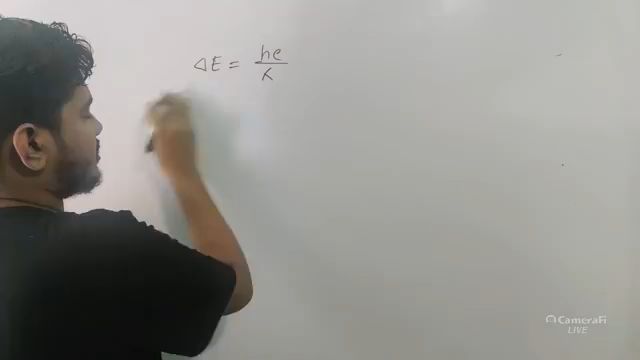 ΔE = hc/λ
CameraFi
LIVE